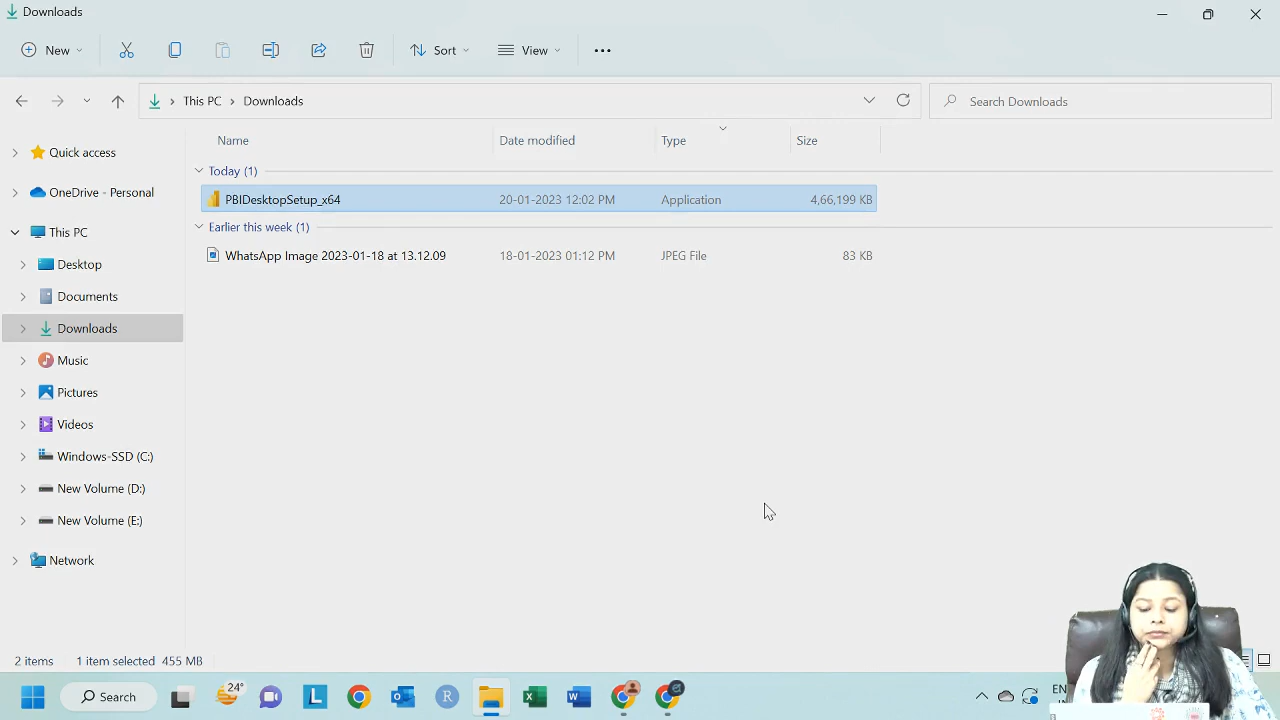 Downloads
New
Sort
View
This PC
Downloads
Search Downloads
Name
Date modified
Type
Size
Quick access
OneDrive - Personal
This PC
Desktop
Documents
Downloads
Music
Pictures
Videos
Windows-SSD (C:)
New Volume (D:)
New Volume (E:)
Network
Today (1)
PBIDesktopSetup_x64 20-01-2023 12:02 PM Application 4,66,199 KB
Earlier this week (1)
WhatsApp Image 2023-01-18 at 13.12.09 18-01-2023 01:12 PM JPEG File 83 KB
2 items 1 item selected 455 MB
Search
24°
L
R
EN